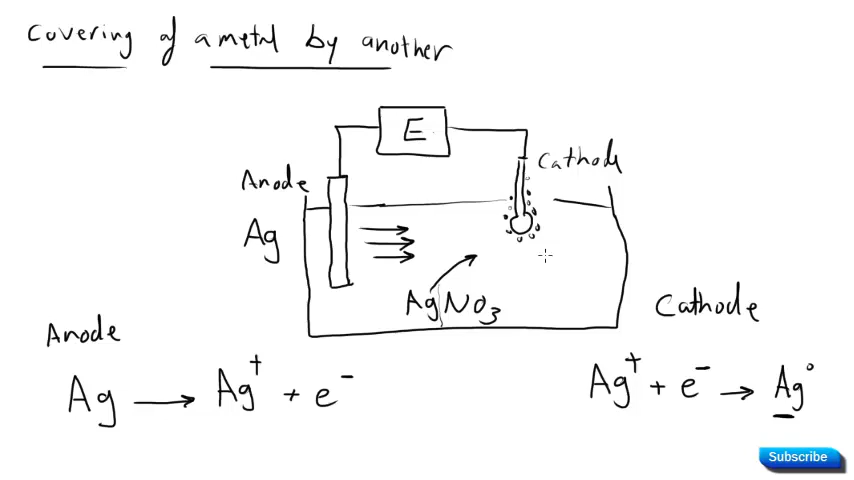 Covering of a metal by another
E
Cathode
Anode
Ag
AgNO₃
Cathode
Anode
Ag → Ag⁺ + e⁻
Ag⁺ + e⁻ → Ag°
Subscribe